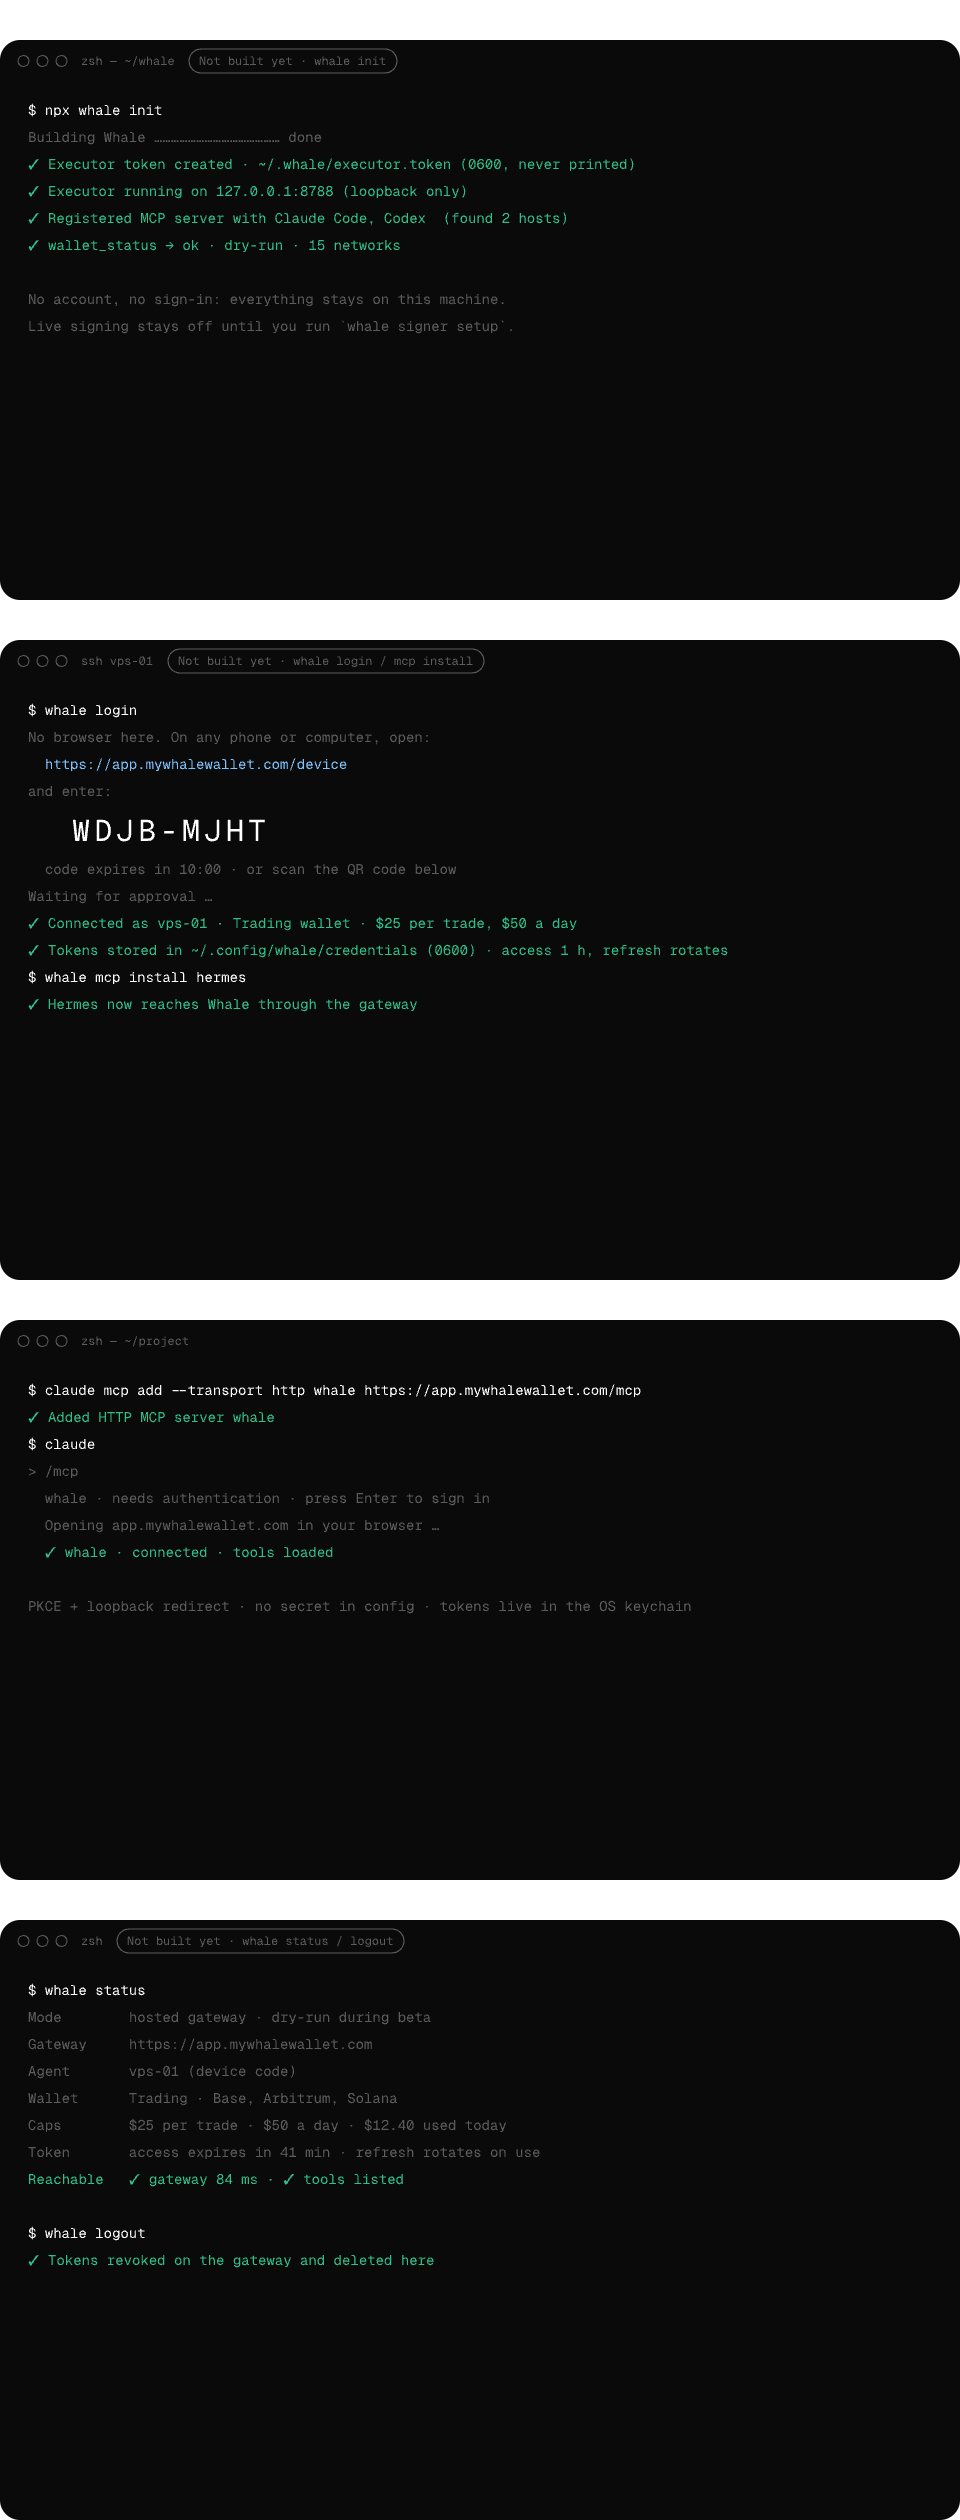 zsh — ~/whale Not built yet · whale init
$ npx whale init
Building Whale …………………………………… done
✓ Executor token created · ~/.whale/executor.token (0600, never printed)
✓ Executor running on 127.0.0.1:8788 (loopback only)
✓ Registered MCP server with Claude Code, Codex  (found 2 hosts)
✓ wallet_status → ok · dry-run · 15 networks
No account, no sign-in: everything stays on this machine.
Live signing stays off until you run `whale signer setup`.
ssh vps-01 Not built yet · whale login / mcp install
$ whale login
No browser here. On any phone or computer, open:
https://app.mywhalewallet.com/device
and enter:
WDJB-MJHT
code expires in 10:00 · or scan the QR code below
Waiting for approval …
✓ Connected as vps-01 · Trading wallet · $25 per trade, $50 a day
✓ Tokens stored in ~/.config/whale/credentials (0600) · access 1 h, refresh rotates
$ whale mcp install hermes
✓ Hermes now reaches Whale through the gateway
zsh — ~/project
$ claude mcp add --transport http whale https://app.mywhalewallet.com/mcp
✓ Added HTTP MCP server whale
$ claude
> /mcp
whale · needs authentication · press Enter to sign in
Opening app.mywhalewallet.com in your browser …
✓ whale · connected · tools loaded
PKCE + loopback redirect · no secret in config · tokens live in the OS keychain
zsh Not built yet · whale status / logout
$ whale status
Mode hosted gateway · dry-run during beta
Gateway https://app.mywhalewallet.com
Agent vps-01 (device code)
Wallet Trading · Base, Arbitrum, Solana
Caps $25 per trade · $50 a day · $12.40 used today
Token access expires in 41 min · refresh rotates on use
Reachable ✓ gateway 84 ms · ✓ tools listed
$ whale logout
✓ Tokens revoked on the gateway and deleted here